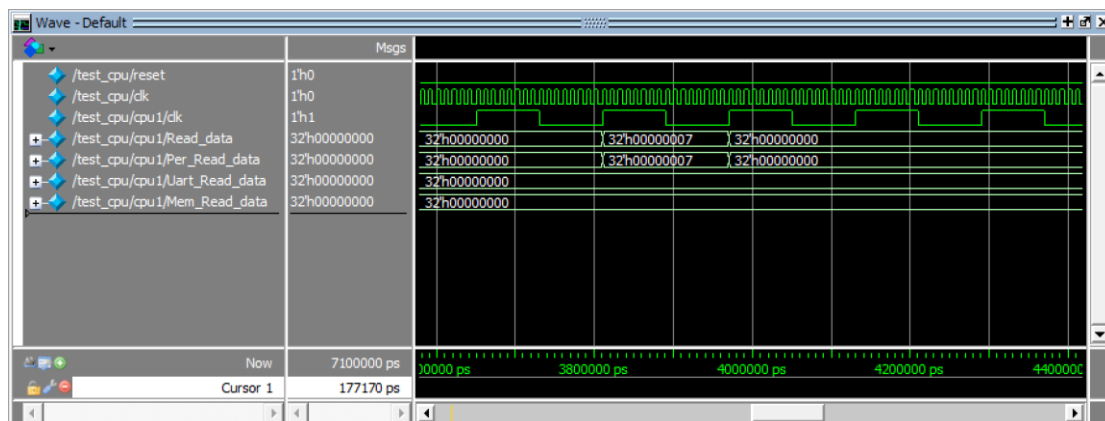 Wave - Default
Msgs
/test_cpu/reset 1'h0
/test_cpu/clk 1'h0
/test_cpu/cpu1/clk 1'h1
/test_cpu/cpu1/Read_data 32'h00000000 32'h00000000 32'h00000007 32'h00000000
/test_cpu/cpu1/Per_Read_data 32'h00000000 32'h00000000 32'h00000007 32'h00000000
/test_cpu/cpu1/Uart_Read_data 32'h00000000 32'h00000000
/test_cpu/cpu1/Mem_Read_data 32'h00000000 32'h00000000
Now 7100000 ps 00000 ps 3800000 ps 4000000 ps 4200000 ps 440000
Cursor 1 177170 ps